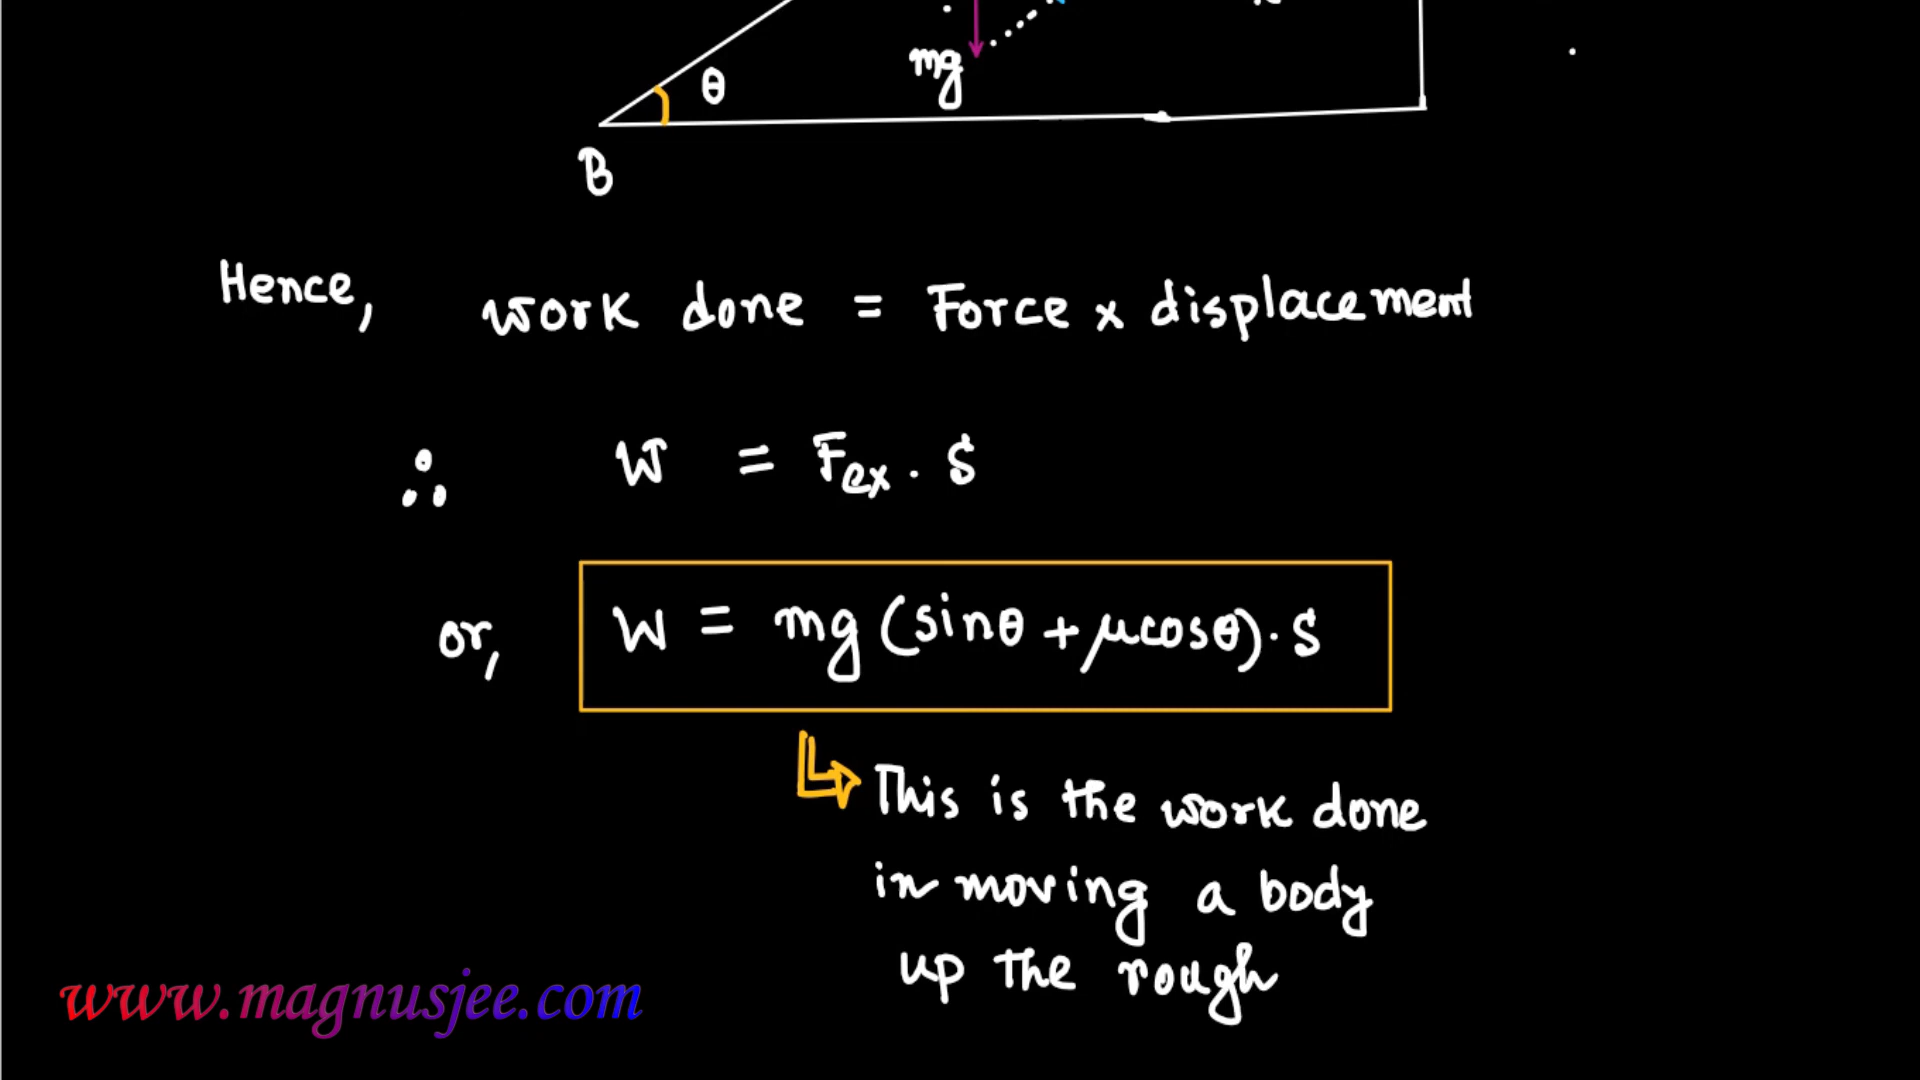 mg
θ
B
Hence, work done = Force x displacement
∴ W = Fex . S
or, W = mg (sinθ + μcosθ) . S
This is the work done
in moving a body
up the rough
www.magnusjee.com